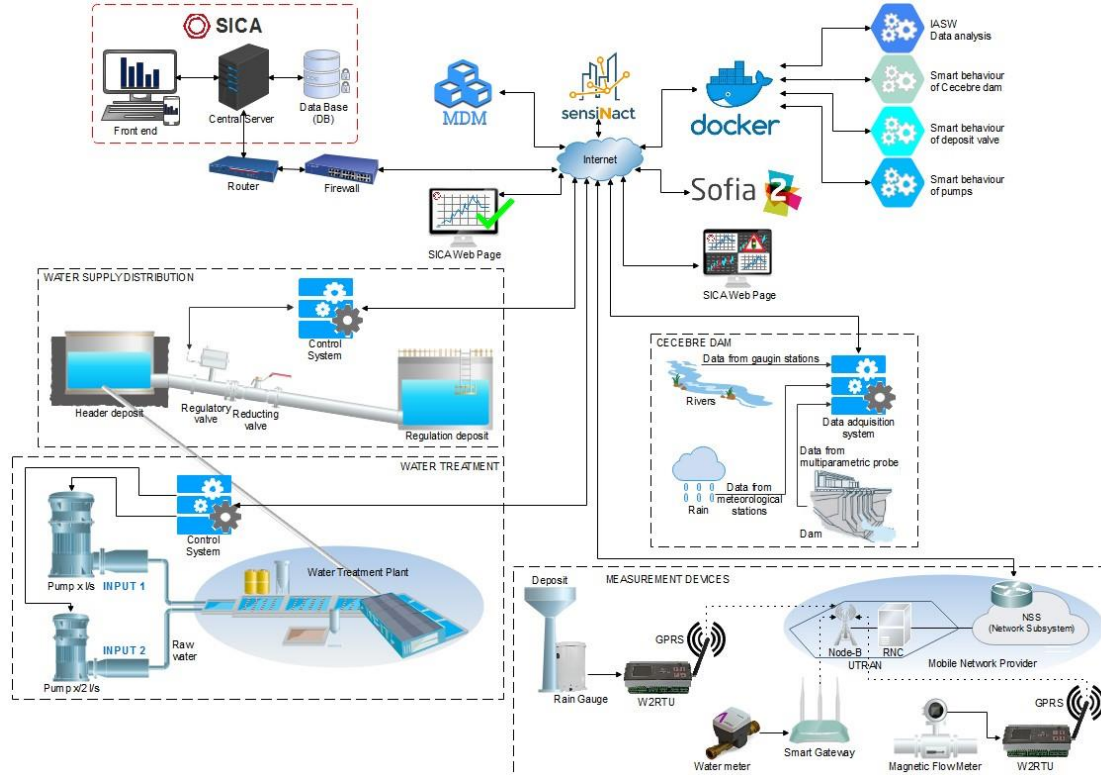 SICA
Front end
Central Server
Data Base
(DB)
Router
Firewall
MDM
sensiNact
docker
IASW
Data analysis
Smart behaviour
of Cecebre dam
Smart behaviour
of deposit valve
Smart behaviour
of pumps
Internet
Sofia 2
SICA Web Page
SICA Web Page
WATER SUPPLY DISTRIBUTION
Control
System
Header deposit
Regulatory
valve
Reducting
valve
Regulation deposit
CECEBRE DAM
Data from gaugin stations
Rivers
Data adquisition
system
Data from
multiparametric probe
Rain
Data from
meteorological
stations
Dam
WATER TREATMENT
Control
System
Pump x l/s
INPUT 1
Water Treatment Plant
INPUT 2
Raw
water
Pump x/2 l/s
MEASUREMENT DEVICES
Deposit
Rain Gauge
GPRS
W2RTU
Node-B
RNC
UTRAN
NSS
(Network Subsystem)
Mobile Network Provider
Water meter
Smart Gateway
GPRS
Magnetic FlowMeter
W2RTU